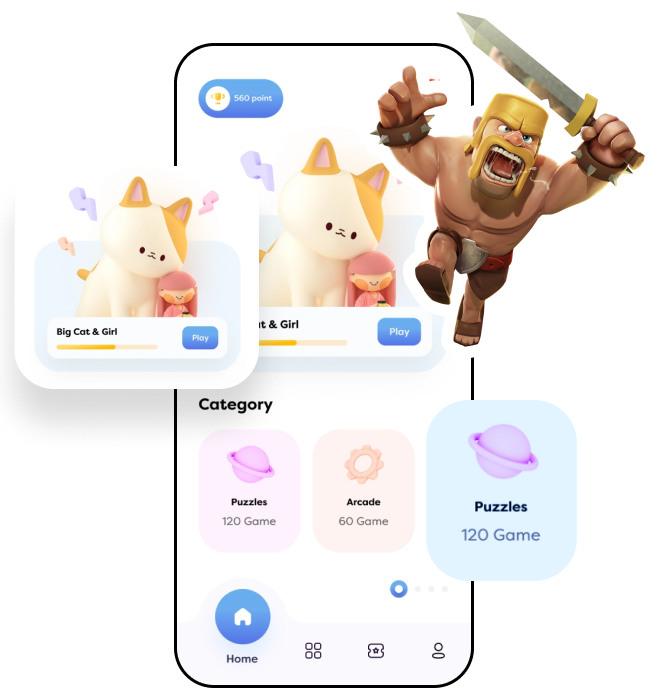 560 point
Big Cat & Girl
Play
t & Girl
Play
Category
Puzzles
120 Game
Arcade
60 Game
Puzzles
120 Game
Home